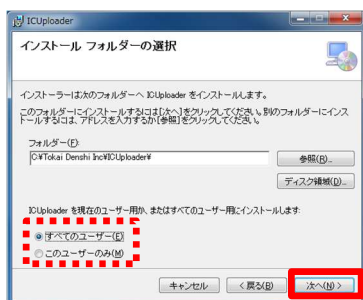 ICUploader
インストール フォルダーの選択
インストーラーは次のフォルダーへ ICUploader をインストールします。
このフォルダーにインストールするには[次へ]をクリックしてください。別のフォルダーにインス
トールするには、アドレスを入力するか[参照]をクリックしてください。
フォルダー(F):
C:¥Tokai Denshi Inc¥ICUploader¥
参照(R)...
ディスク領域(D)...
ICUploader を現在のユーザー用か、またはすべてのユーザー用にインストールします:
すべてのユーザー(E)
このユーザーのみ(M)
キャンセル
< 戻る(B)
次へ(N) >